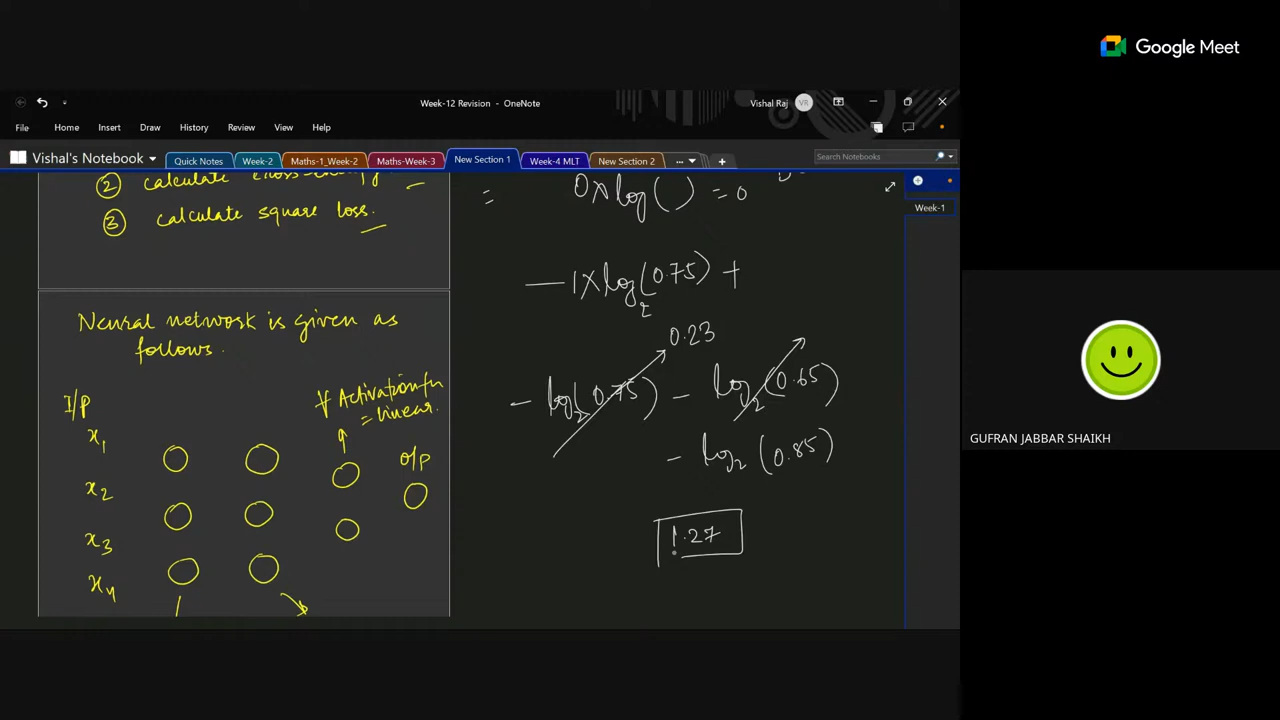 Google Meet
Week-12 Revision - OneNote
Vishal Raj VR
File Home Insert Draw History Review View Help
Vishal's Notebook Quick Notes Week-2 Maths-1_Week-2 Maths-Week-3 New Section 1 Week-4 MLT New Section 2 ... +
Search Notebooks
Week-1
② calculate cross-entropy
③ calculate square loss.
Neural network is given as
follows.
I/p
Activation fn
= linear.
x1
o/p
x2
x3
x4
= 0×log( ) = 0
— 1×log2(0.75) +
0.23
- log2(0.75) - log2(0.65)
- log2(0.85)
1.27
GUFRAN JABBAR SHAIKH